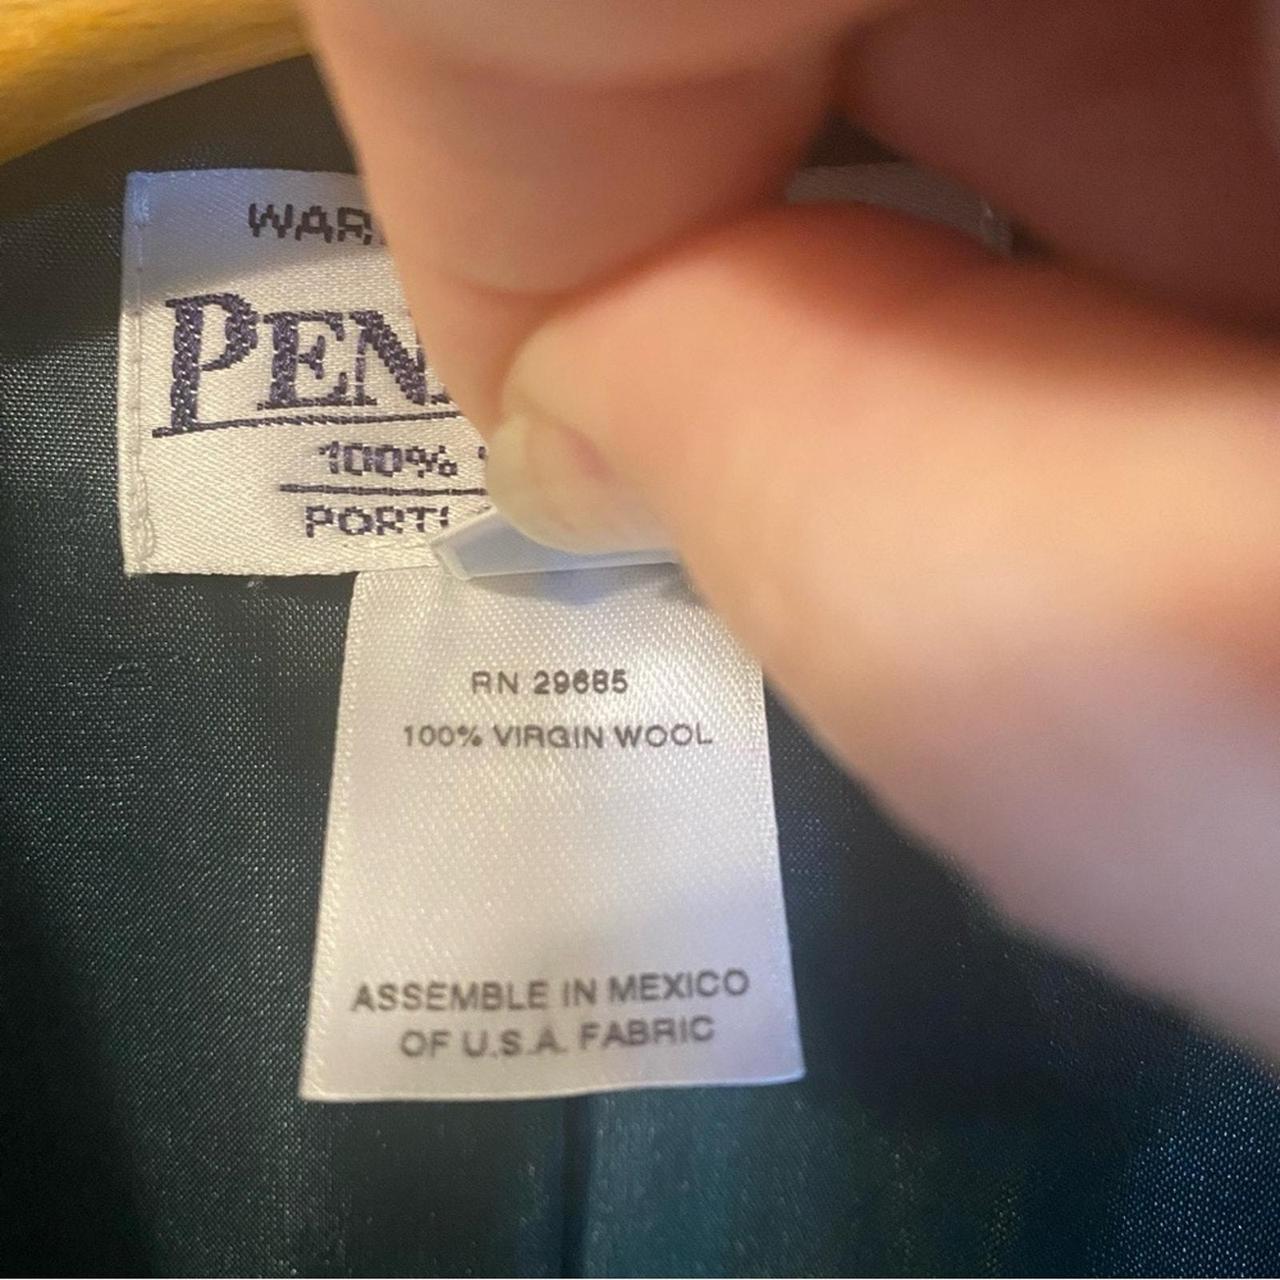 WAR
PEN
100%
PORT
RN 29685
100% VIRGIN WOOL
ASSEMBLE IN MEXICO
OF U.S.A. FABRIC